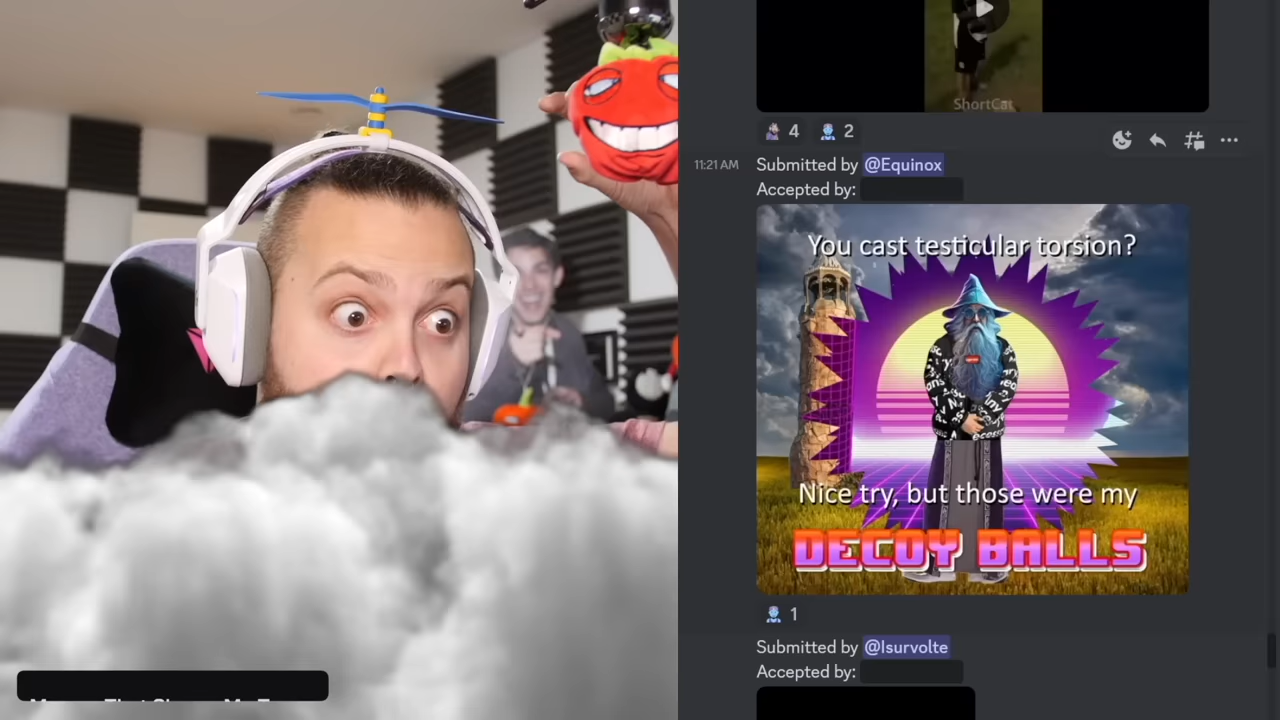 ShortCat
4
2
11:21 AM
Submitted by @Equinox
Accepted by:
You cast testicular torsion?
Nice try, but those were my
DECOY BALLS
1
Submitted by @Isurvolte
Accepted by: